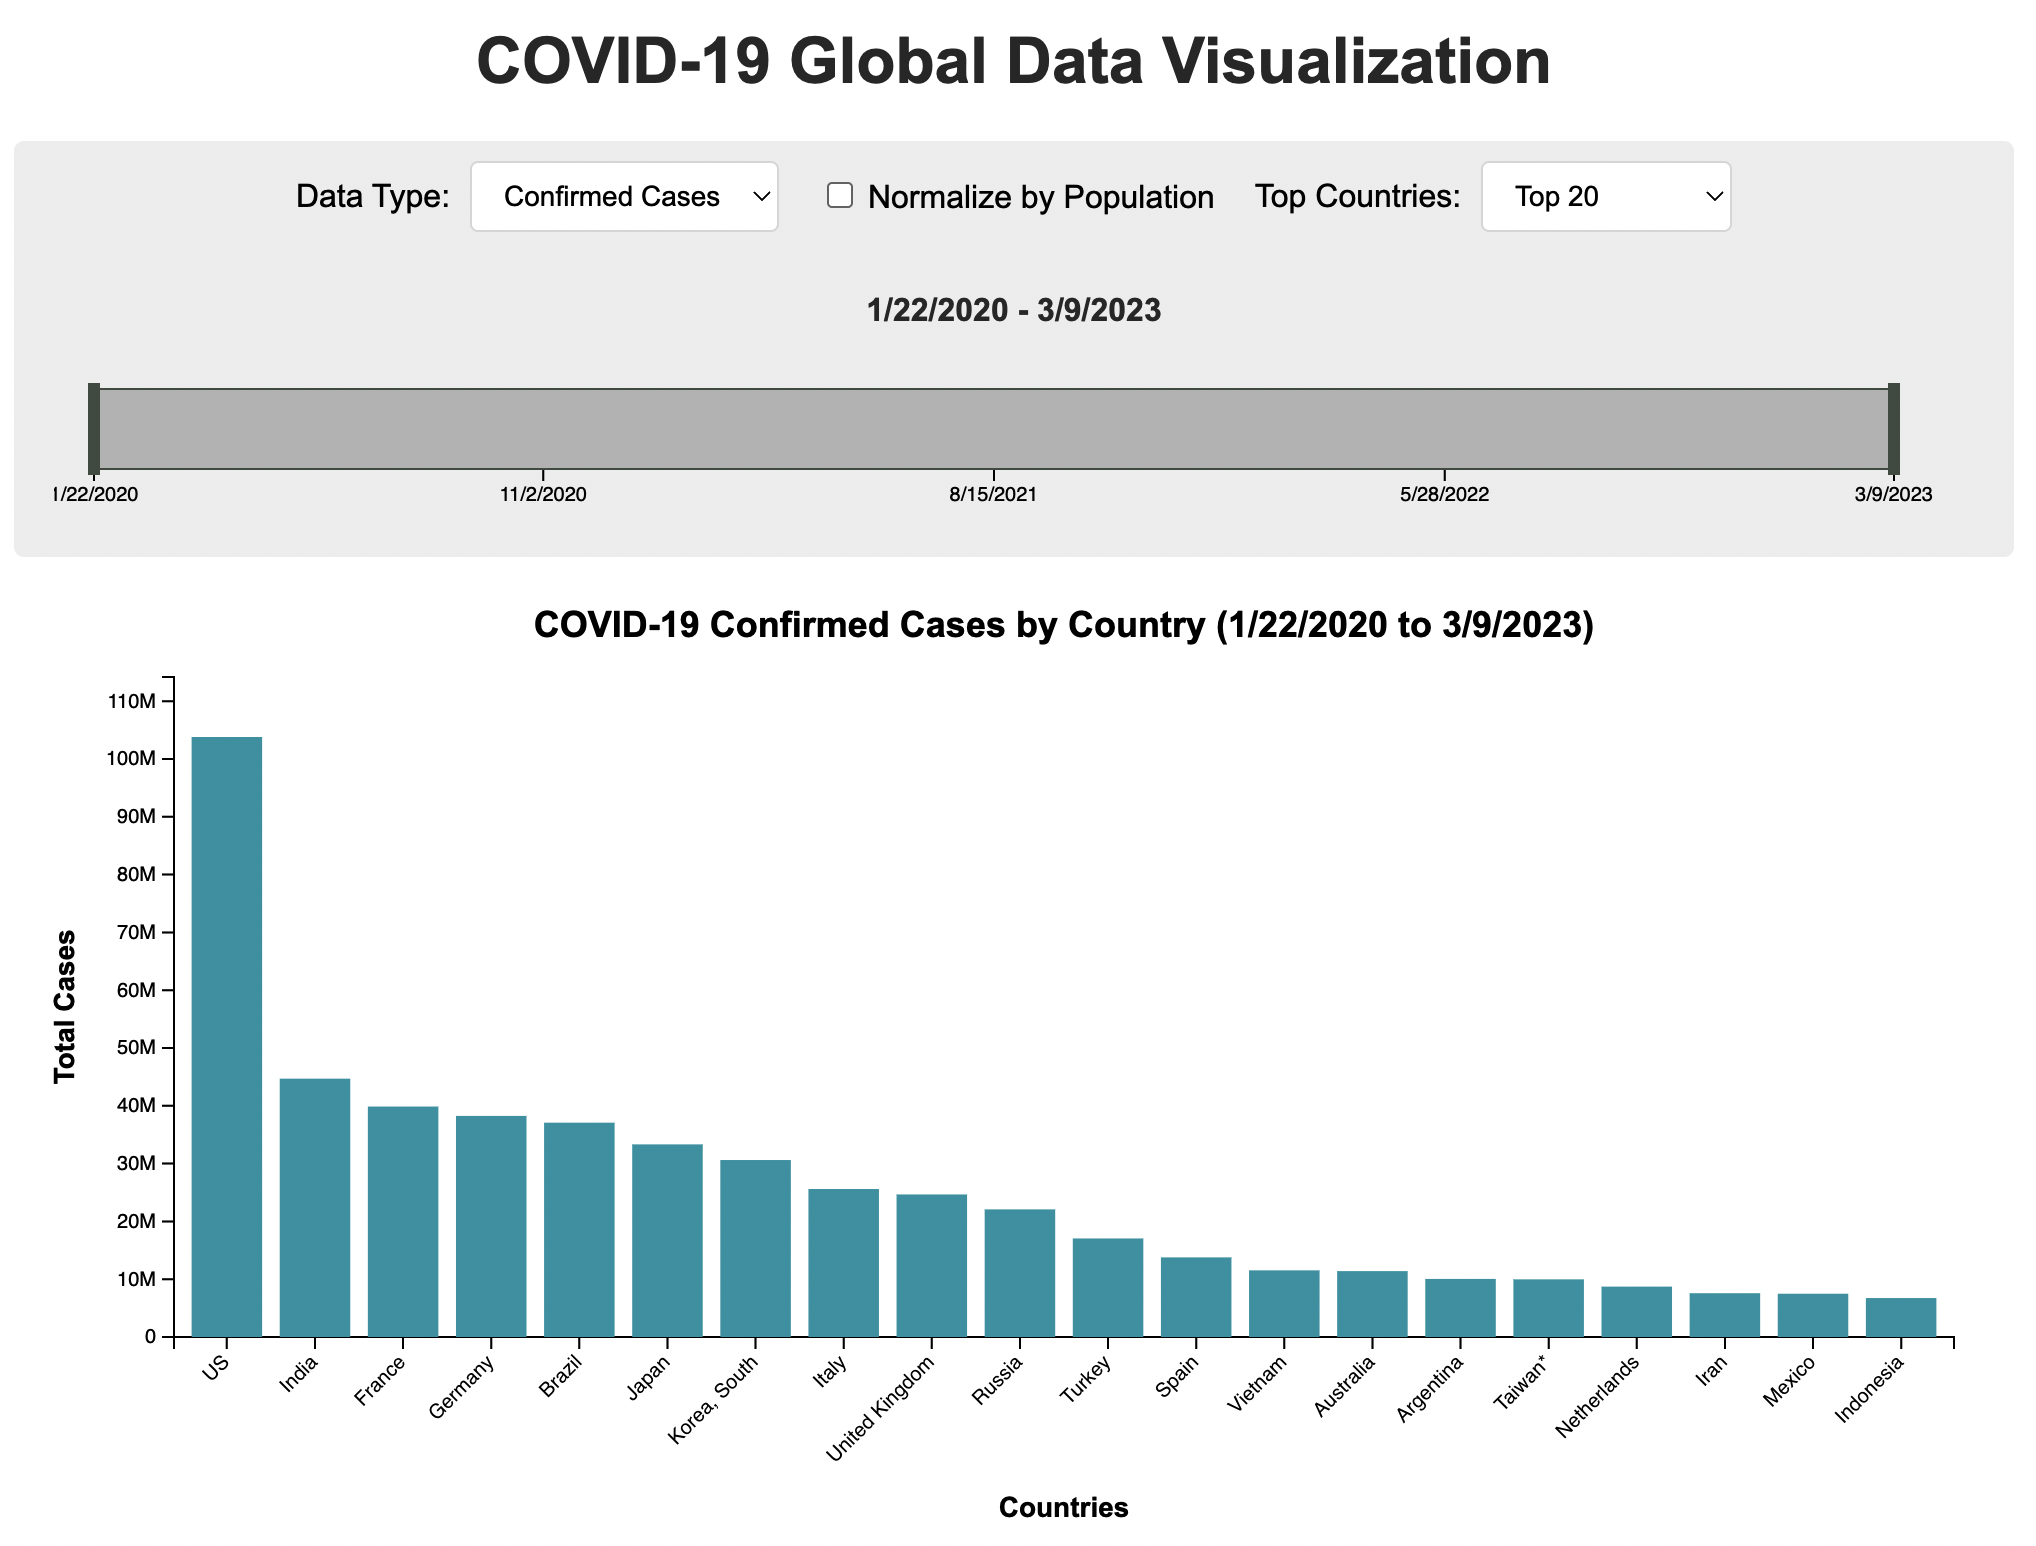 COVID-19 Global Data Visualization
Data Type: Confirmed Cases Normalize by Population Top Countries: Top 20
1/22/2020 - 3/9/2023
1/22/2020 11/2/2020 8/15/2021 5/28/2022 3/9/2023
COVID-19 Confirmed Cases by Country (1/22/2020 to 3/9/2023)
110M
100M
90M
80M
70M
60M
50M
40M
30M
20M
10M
0
Total Cases
US India France Germany Brazil Japan Korea, South Italy United Kingdom Russia Turkey Spain Vietnam Australia Argentina Taiwan* Netherlands Iran Mexico Indonesia
Countries